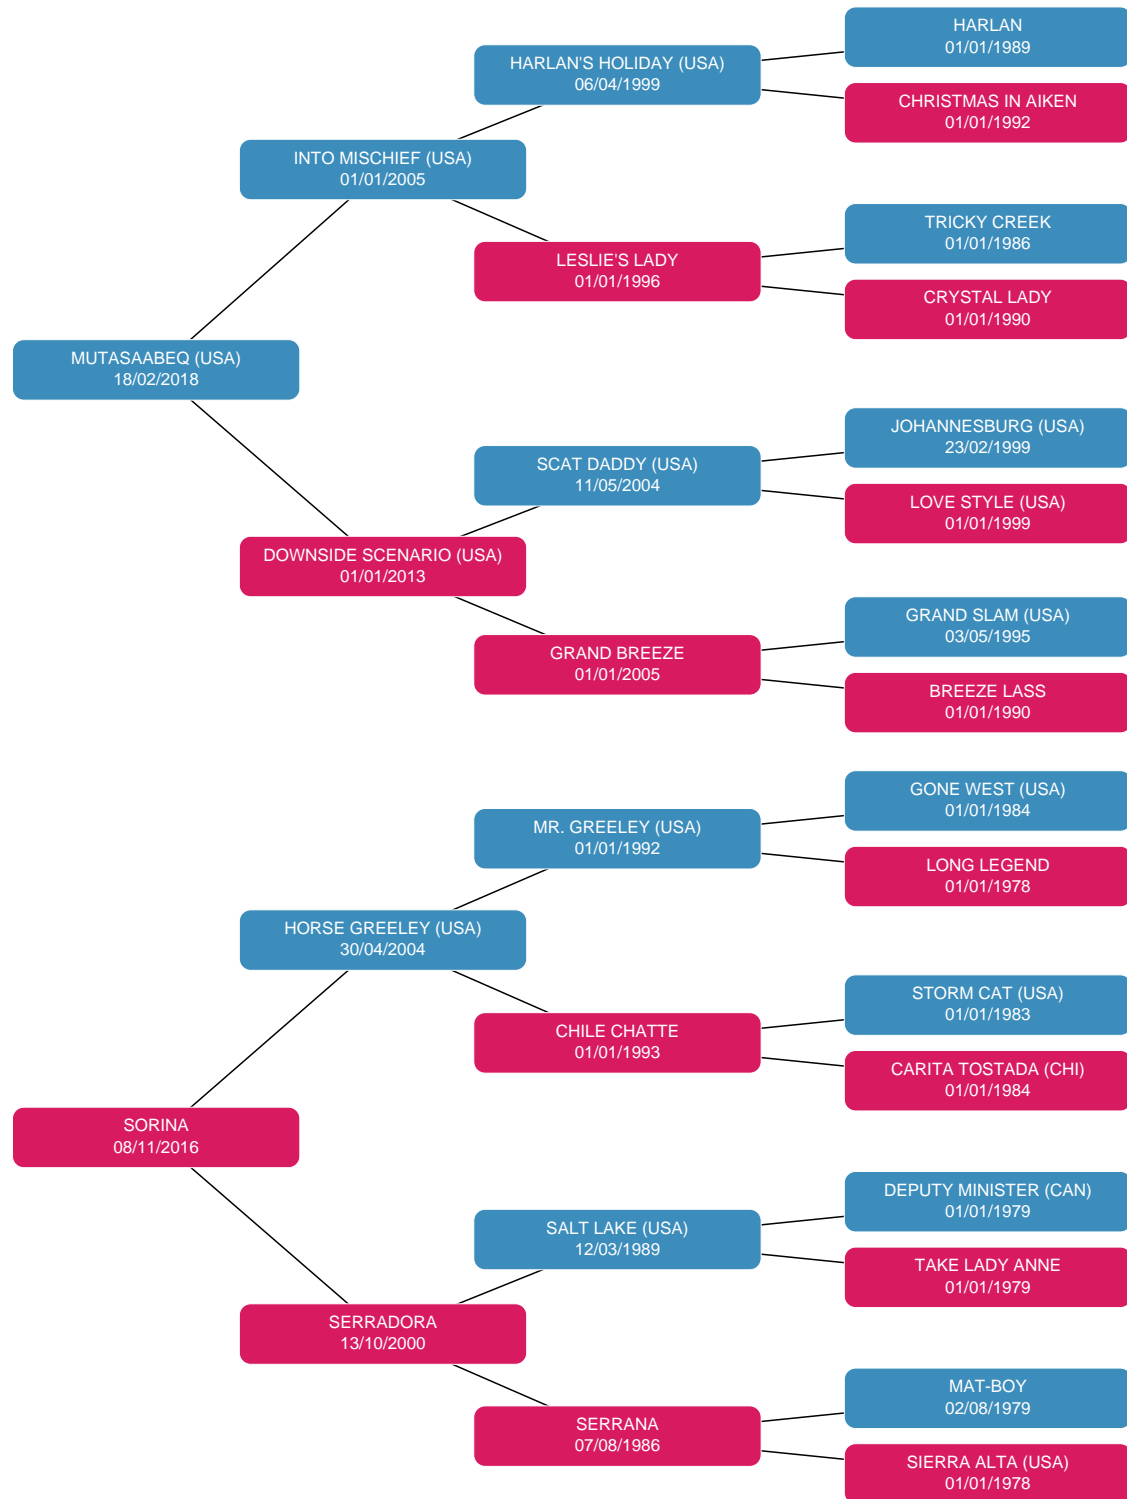 HARLAN
01/01/1989
HARLAN'S HOLIDAY (USA)
06/04/1999
CHRISTMAS IN AIKEN
01/01/1992
INTO MISCHIEF (USA)
01/01/2005
TRICKY CREEK
01/01/1986
LESLIE'S LADY
01/01/1996
CRYSTAL LADY
01/01/1990
MUTASAABEQ (USA)
18/02/2018
JOHANNESBURG (USA)
23/02/1999
SCAT DADDY (USA)
11/05/2004
LOVE STYLE (USA)
01/01/1999
DOWNSIDE SCENARIO (USA)
01/01/2013
GRAND SLAM (USA)
03/05/1995
GRAND BREEZE
01/01/2005
BREEZE LASS
01/01/1990
GONE WEST (USA)
01/01/1984
MR. GREELEY (USA)
01/01/1992
LONG LEGEND
01/01/1978
HORSE GREELEY (USA)
30/04/2004
STORM CAT (USA)
01/01/1983
CHILE CHATTE
01/01/1993
CARITA TOSTADA (CHI)
01/01/1984
SORINA
08/11/2016
DEPUTY MINISTER (CAN)
01/01/1979
SALT LAKE (USA)
12/03/1989
TAKE LADY ANNE
01/01/1979
SERRADORA
13/10/2000
MAT-BOY
02/08/1979
SERRANA
07/08/1986
SIERRA ALTA (USA)
01/01/1978